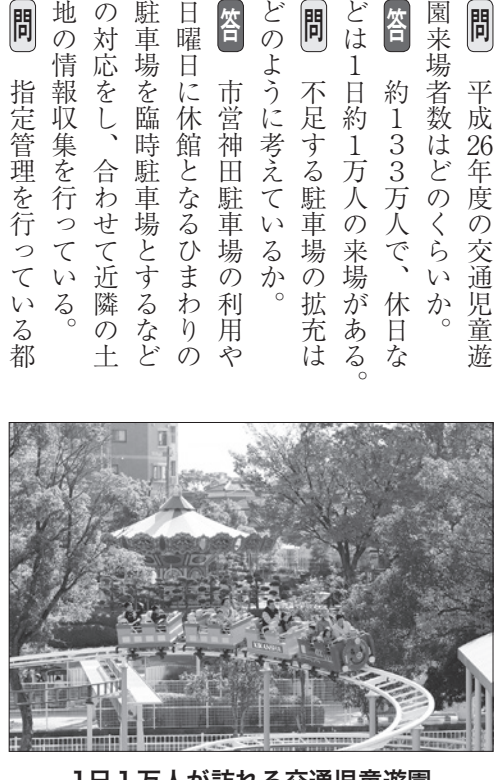 問　平成26年度の交通児童遊
園来場者数はどのくらいか。
答　約１３３万人で、休日な
どは１日約１万人の来場がある。
問　不足する駐車場の拡充は
どのように考えているか。
答　市営神田駐車場の利用や
日曜日に休館となるひまわりの
駐車場を臨時駐車場とするなど
の対応をし、合わせて近隣の土
地の情報収集を行っている。
問　指定管理を行っている都
1日１万人が訪れる交通児童遊園